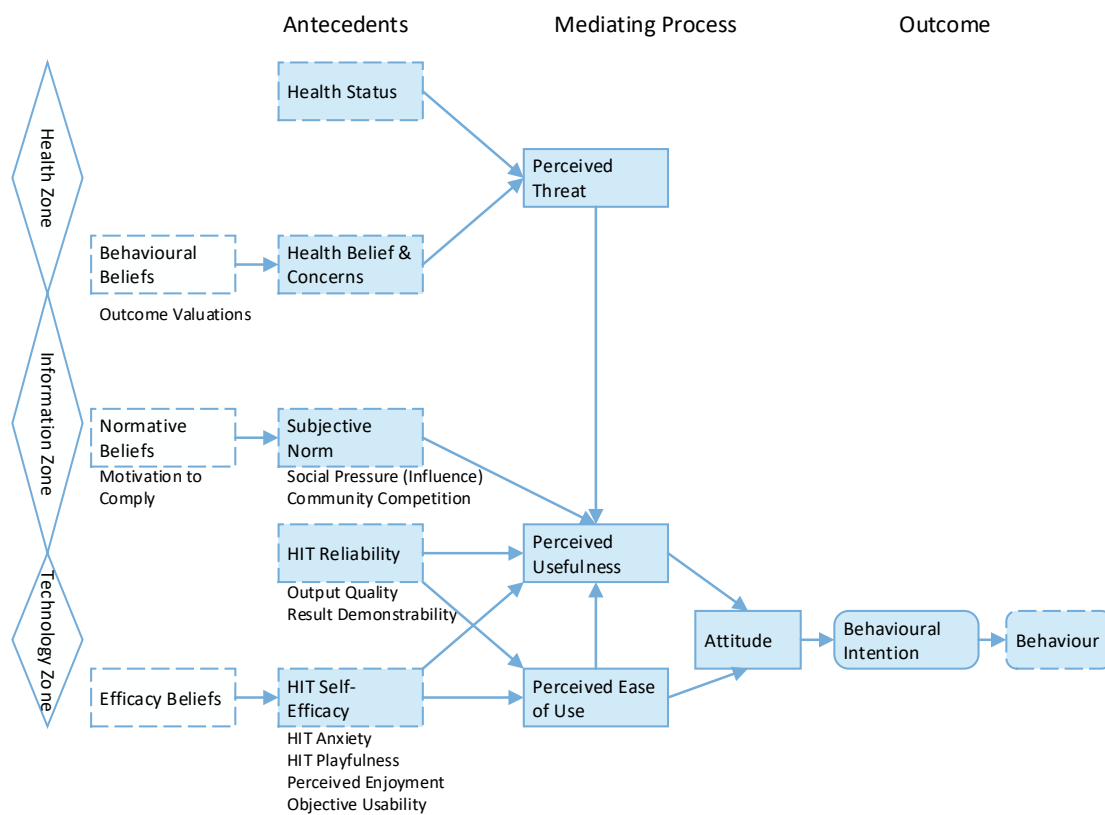 Antecedents
Mediating Process
Outcome
Health Zone
Information Zone
Technology Zone
Health Status
Perceived
Threat
Behavioural
Beliefs
Outcome Valuations
Health Belief &
Concerns
Normative
Beliefs
Motivation to
Comply
Subjective
Norm
Social Pressure (Influence)
Community Competition
HIT Reliability
Output Quality
Result Demonstrability
Perceived
Usefulness
Efficacy Beliefs
HIT Self-
Efficacy
HIT Anxiety
HIT Playfulness
Perceived Enjoyment
Objective Usability
Perceived Ease
of Use
Attitude
Behavioural
Intention
Behaviour